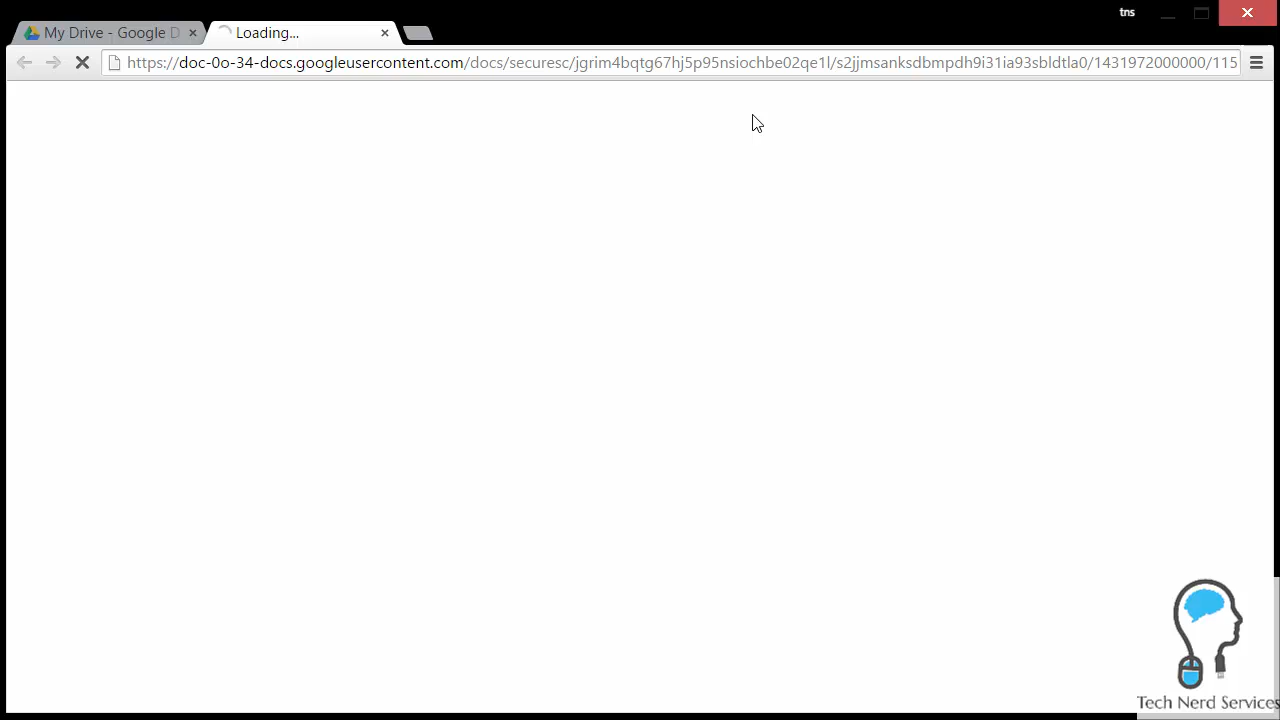 tns
My Drive - Google D
Loading...
https://doc-0o-34-docs.googleusercontent.com/docs/securesc/jgrim4bqtg67hj5p95nsiochbe02qe1l/s2jjmsanksdbmpdh9i31ia93sbldtla0/1431972000000/115
Tech Nerd Services